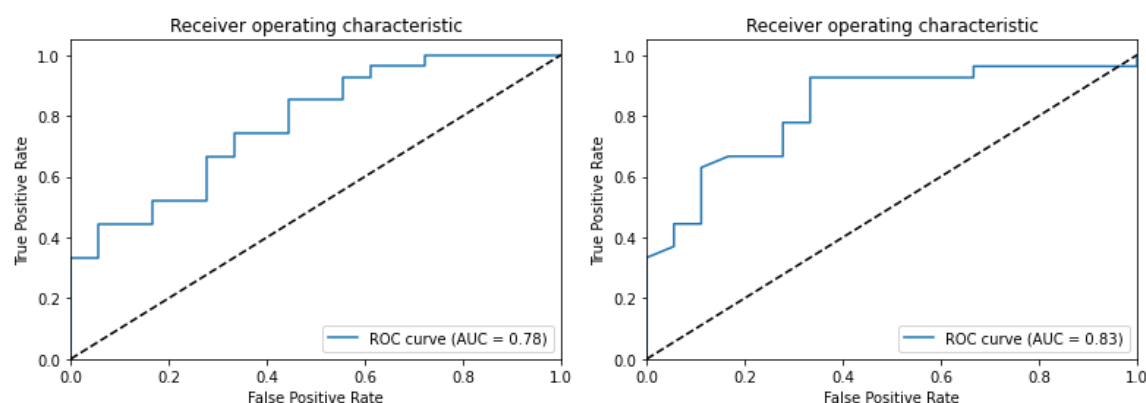 Receiver operating characteristic
1.0
0.8
0.6
0.4
0.2
0.0
True Positive Rate
ROC curve (AUC = 0.78)
0.0 0.2 0.4 0.6 0.8 1.0
False Positive Rate
Receiver operating characteristic
1.0
0.8
0.6
0.4
0.2
0.0
True Positive Rate
ROC curve (AUC = 0.83)
0.0 0.2 0.4 0.6 0.8 1.0
False Positive Rate